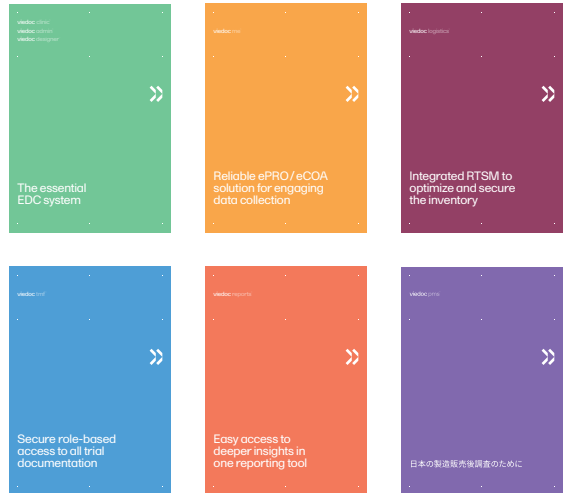 viedoc clinic
viedoc admin
viedoc designer
The essential
EDC system
viedoc me
Reliable ePRO / eCOA
solution for engaging
data collection
viedoc logistics
Integrated RTSM to
optimize and secure
the inventory
viedoc tmf
Secure role-based
access to all trial
documentation
viedoc reports
Easy access to
deeper insights in
one reporting tool
viedoc pms
日本の製造販売後調査のために